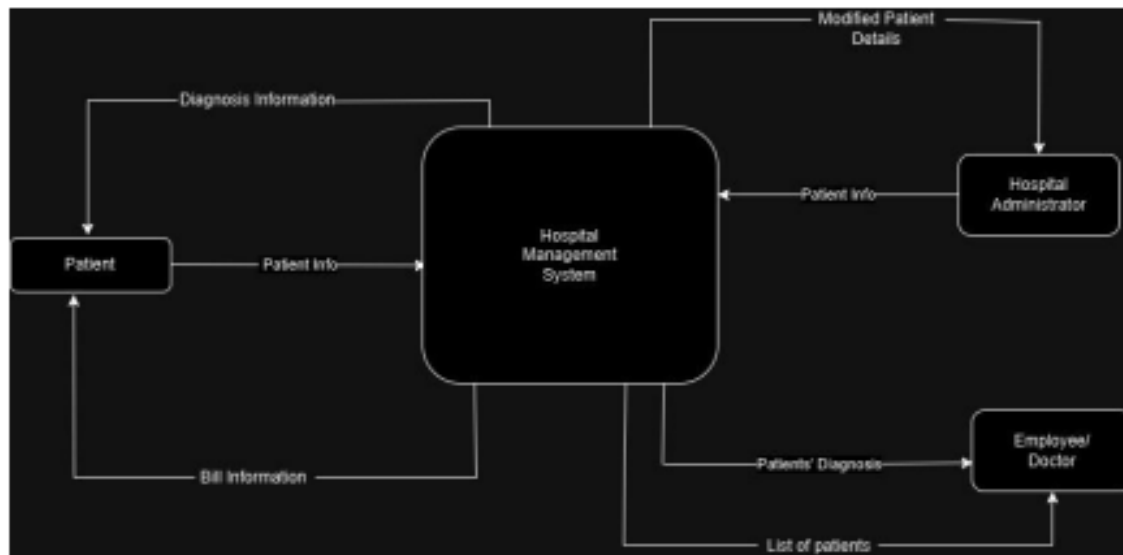 Modified Patient
Details
Diagnosis Information
Hospital
Administrator
Patient Info
Patient
Patient Info
Hospital
Management
System
Employee/
Doctor
Patients' Diagnosis
Bill Information
List of patients